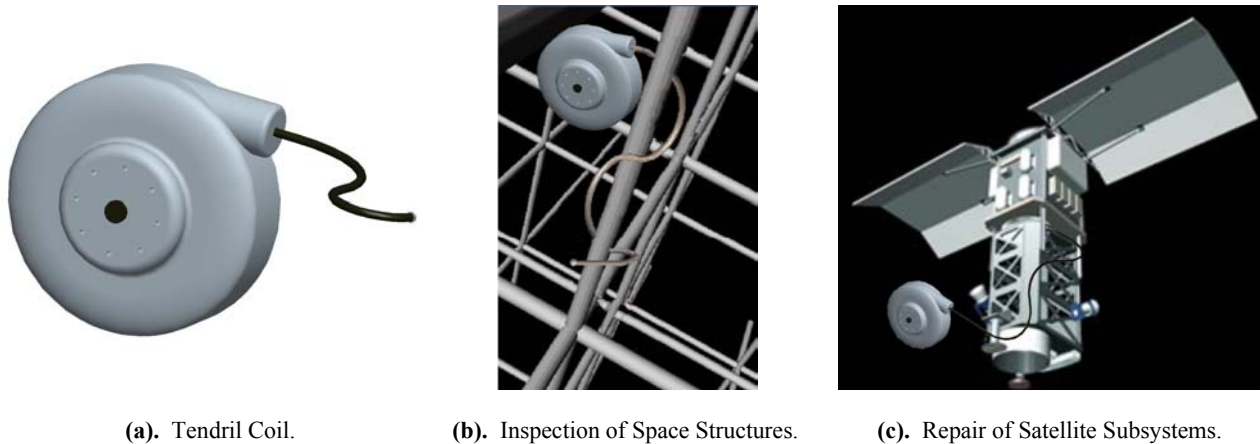 (a). Tendril Coil.
(b). Inspection of Space Structures.
(c). Repair of Satellite Subsystems.